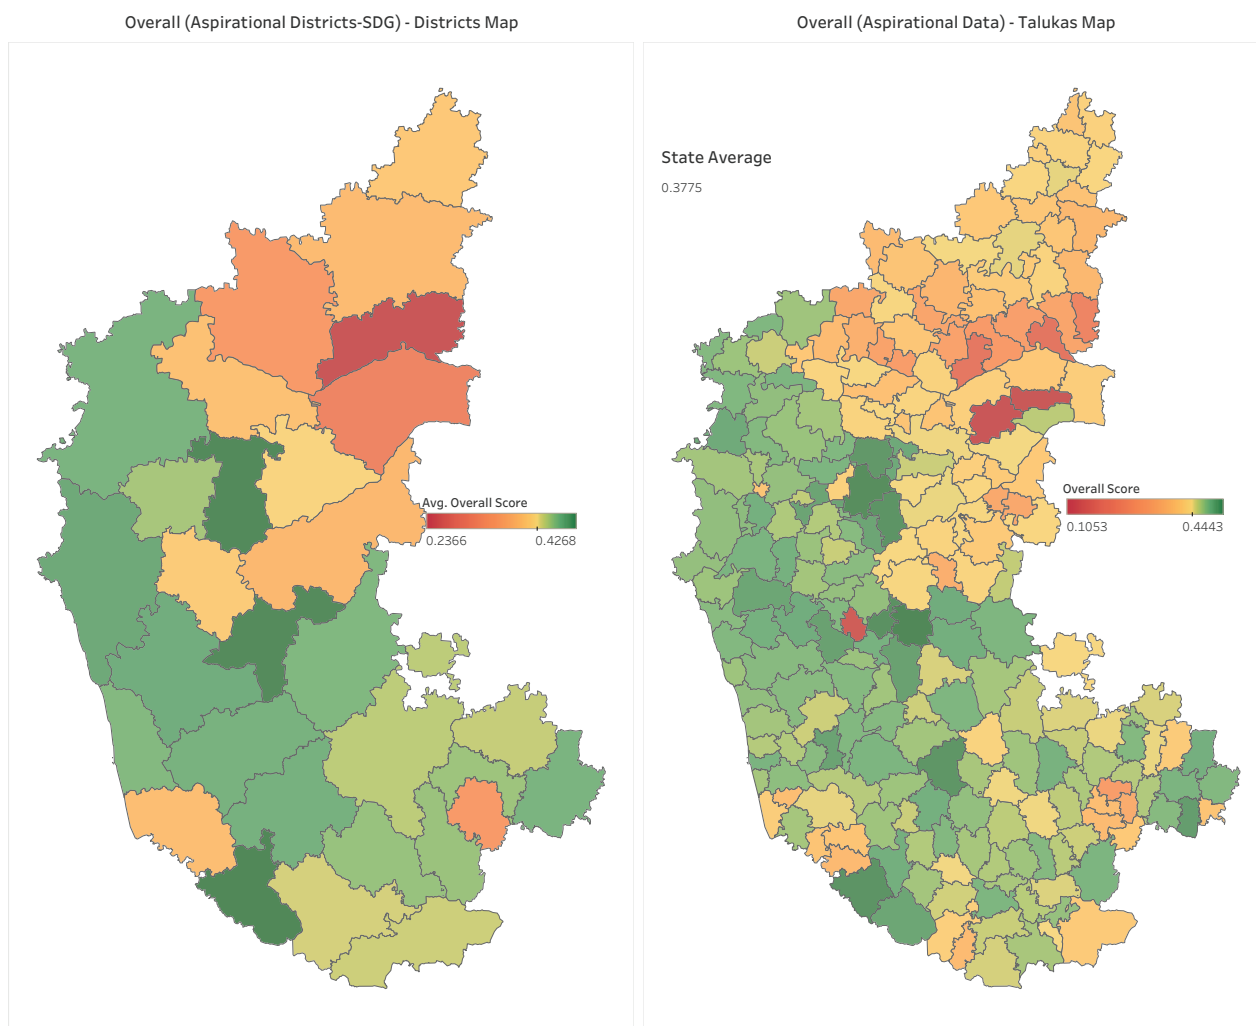 Overall (Aspirational Districts-SDG) - Districts Map
Overall (Aspirational Data) - Talukas Map
State Average
0.3775
Avg. Overall Score
0.2366 0.4268
Overall Score
0.1053 0.4443